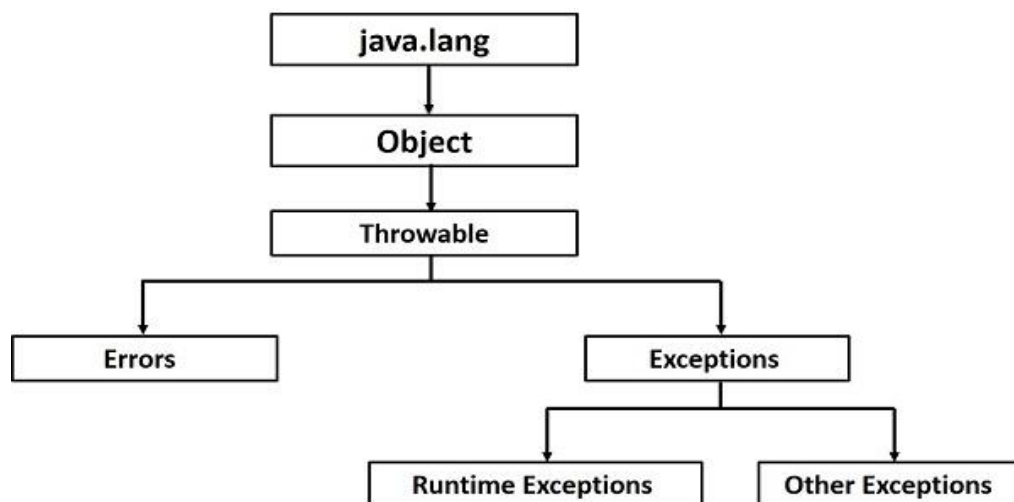 java.lang
Object
Throwable
Errors
Exceptions
Runtime Exceptions
Other Exceptions